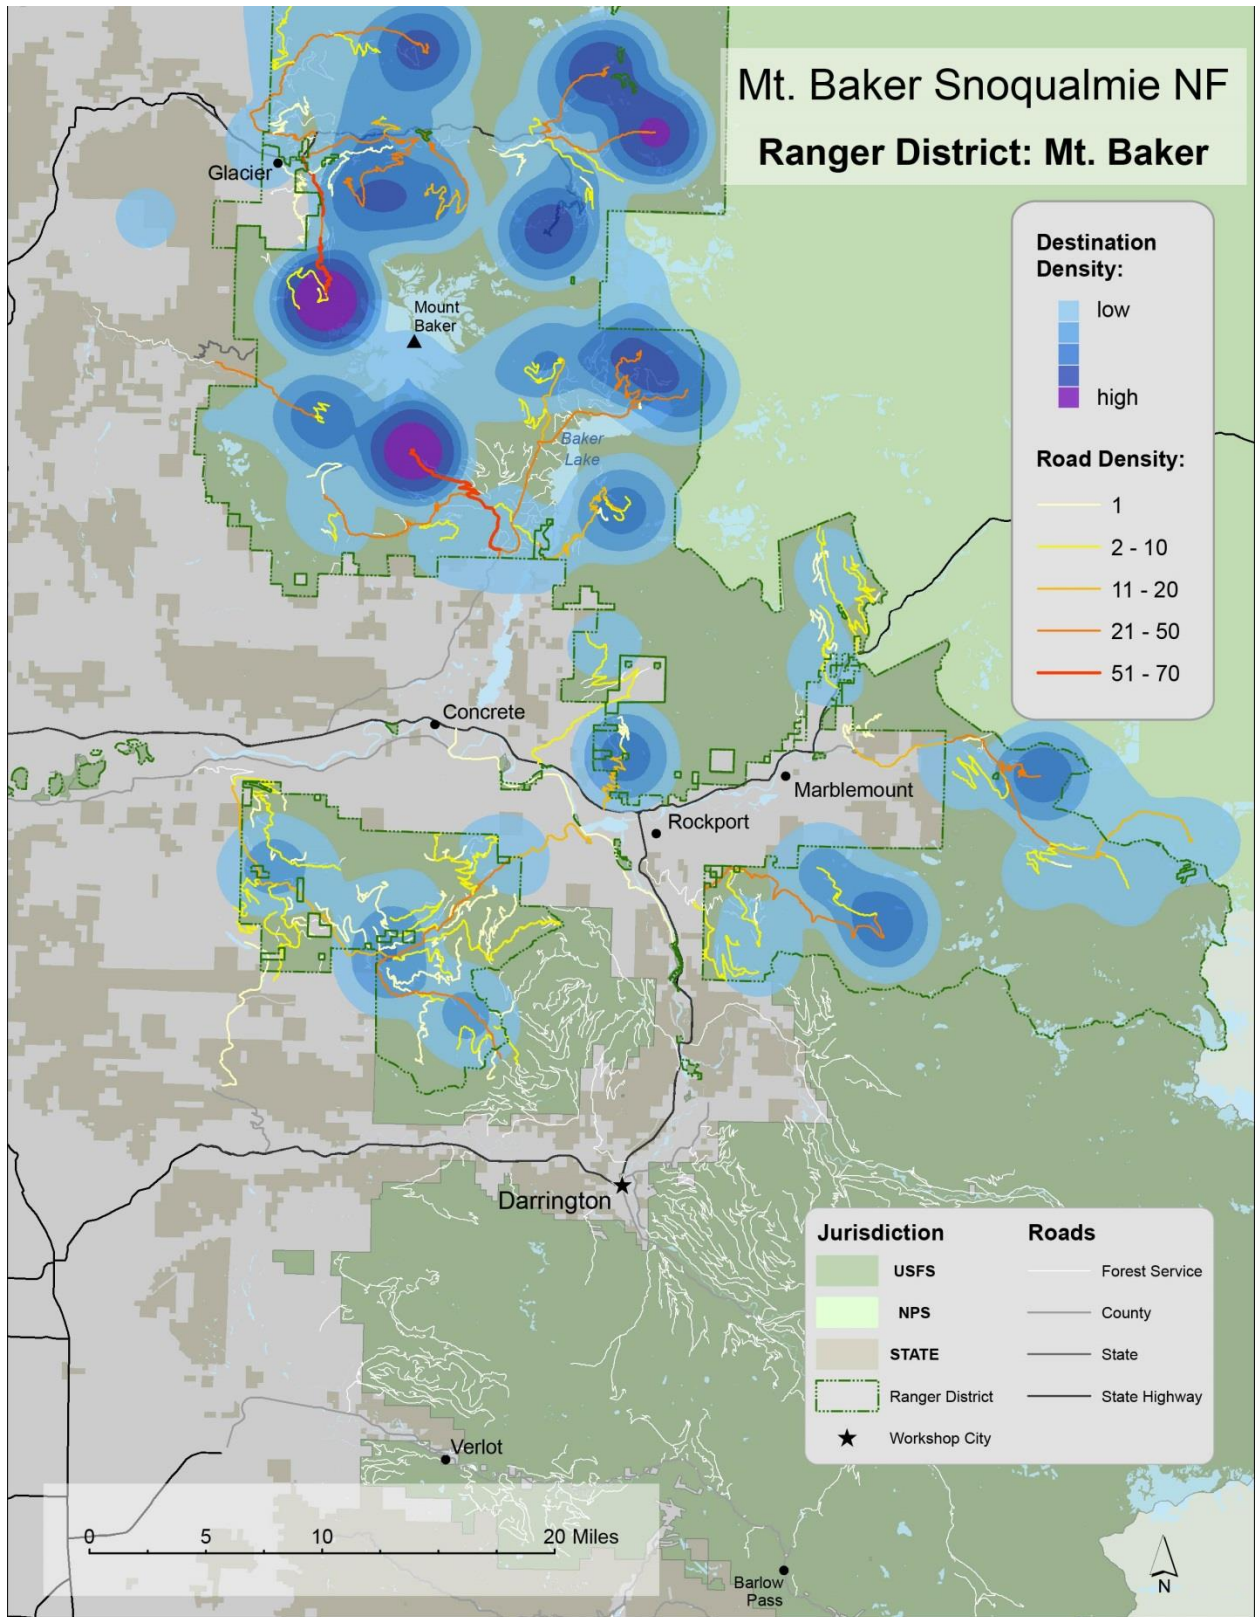 Mt. Baker Snoqualmie NF
Ranger District: Mt. Baker
Glacier
Mount
Baker
Destination
Density:
low
high
Road Density:
1
2 - 10
11 - 20
21 - 50
51 - 70
Baker
Lake
Concrete
Marblemount
Rockport
Darrington
Jurisdiction
USFS
NPS
STATE
Ranger District
Workshop City
Roads
Forest Service
County
State
State Highway
Verlot
0
5
10
20 Miles
Barlow
Pass
N